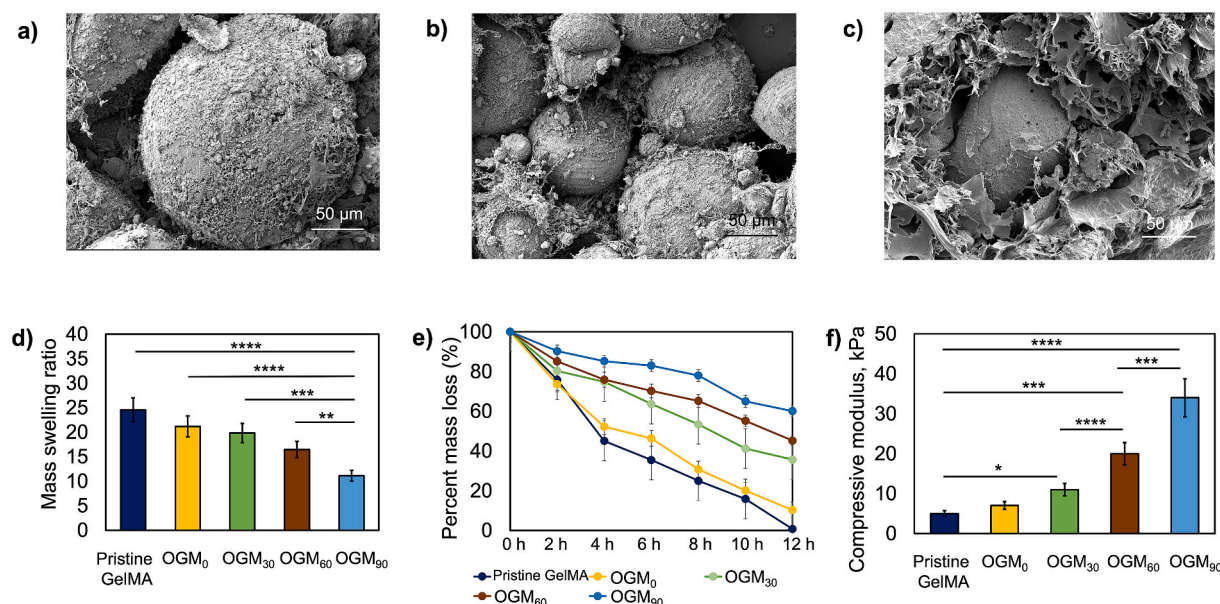 a)
50 µm
b)
50 µm
c)
50 µm
d)
Mass swelling ratio
40
35
30
25
20
15
10
5
0
****
****
***
**
Pristine
GelMA
OGM₀
OGM₃₀
OGM₆₀
OGM₉₀
e)
Percent mass loss (%)
100
80
60
40
20
0
0 h
2 h
4 h
6 h
8 h
10 h
12 h
Pristine GelMA
OGM₀
OGM₃₀
OGM₆₀
OGM₉₀
f)
Compressive modulus, kPa
50
40
30
20
10
0
****
***
***
****
*
Pristine
GelMA
OGM₀
OGM₃₀
OGM₆₀
OGM₉₀